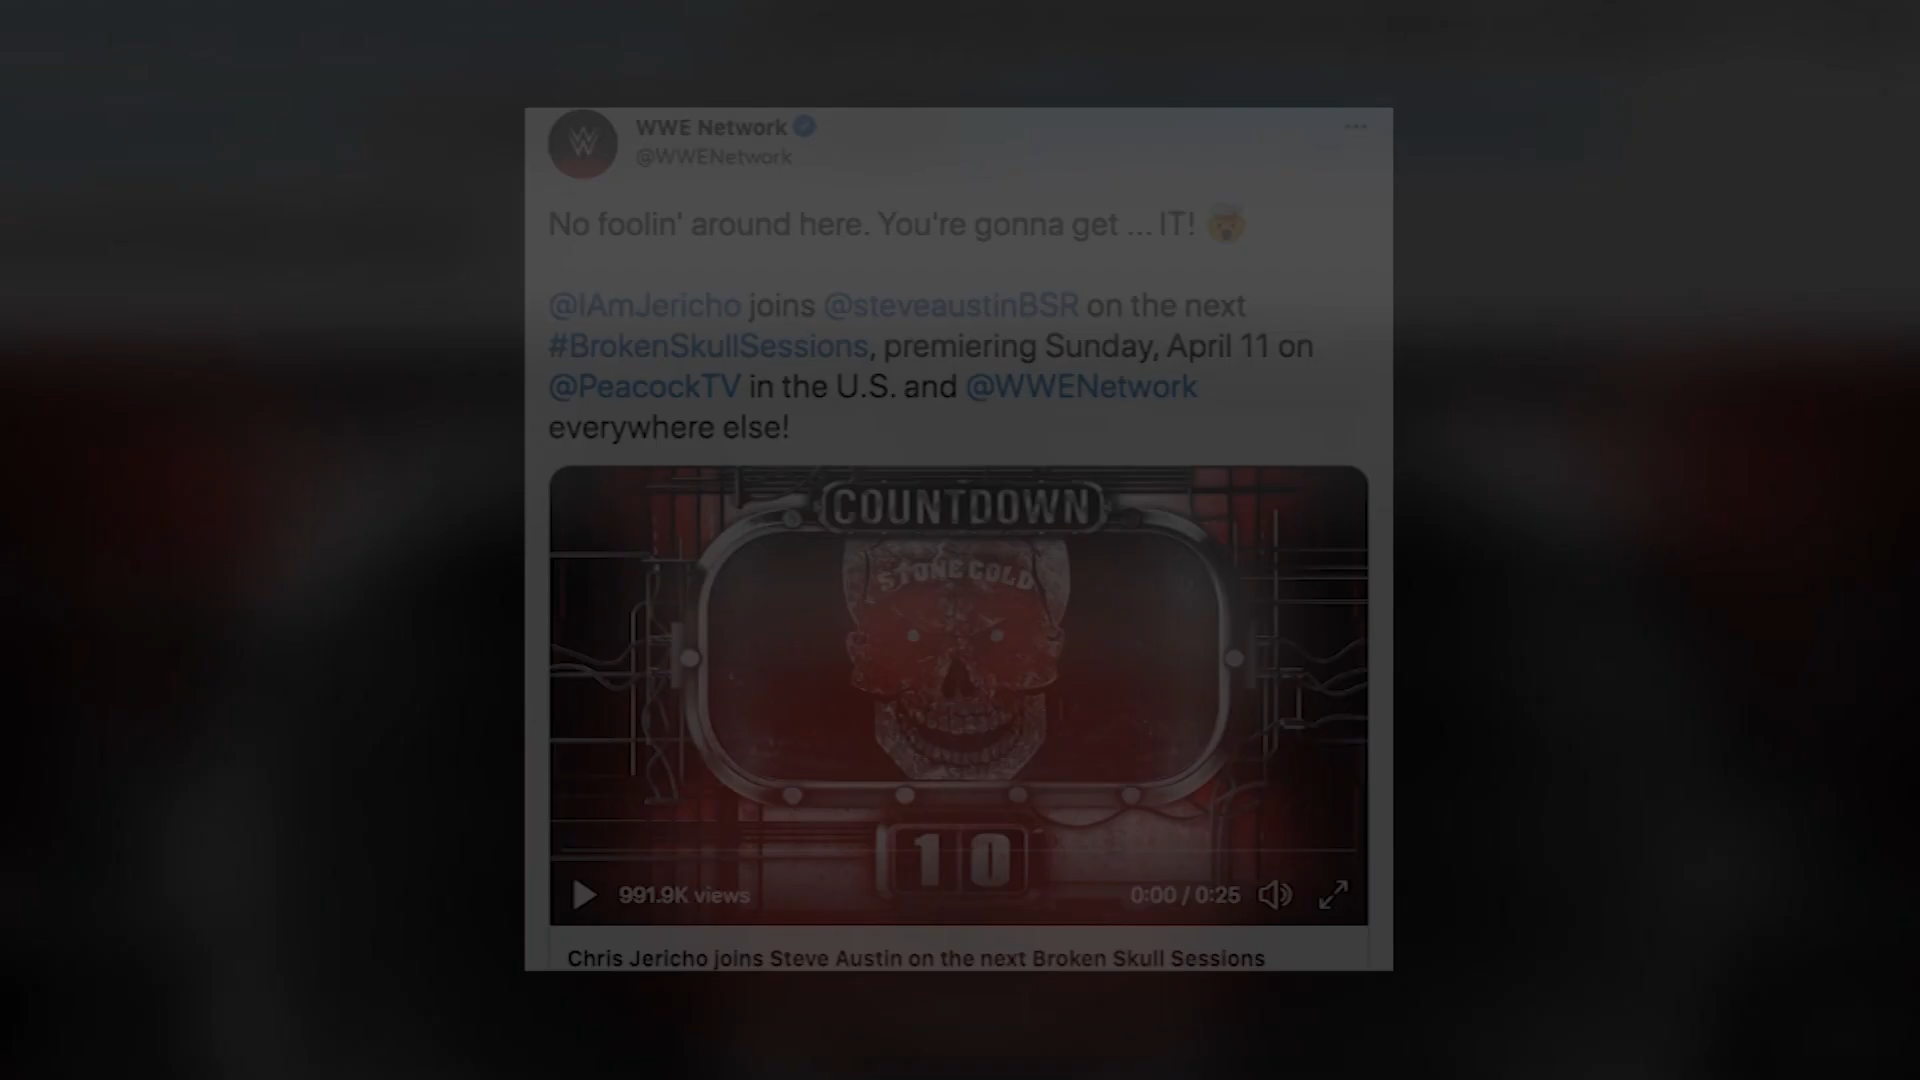 WWE Network
@WWENetwork
No foolin' around here. You're gonna get ... IT! 🤯
@IAmJericho joins @steveaustinBSR on the next
#BrokenSkullSessions, premiering Sunday, April 11 on
@PeacockTV in the U.S. and @WWENetwork
everywhere else!
COUNTDOWN
STONE COLD
10
991.9K views
0:00 / 0:25
Chris Jericho joins Steve Austin on the next Broken Skull Sessions